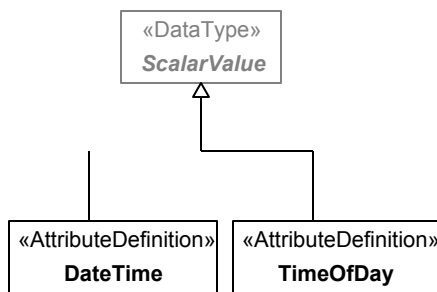 «DataType»
ScalarValue
«AttributeDefinition» «AttributeDefinition»
DateTime TimeOfDay